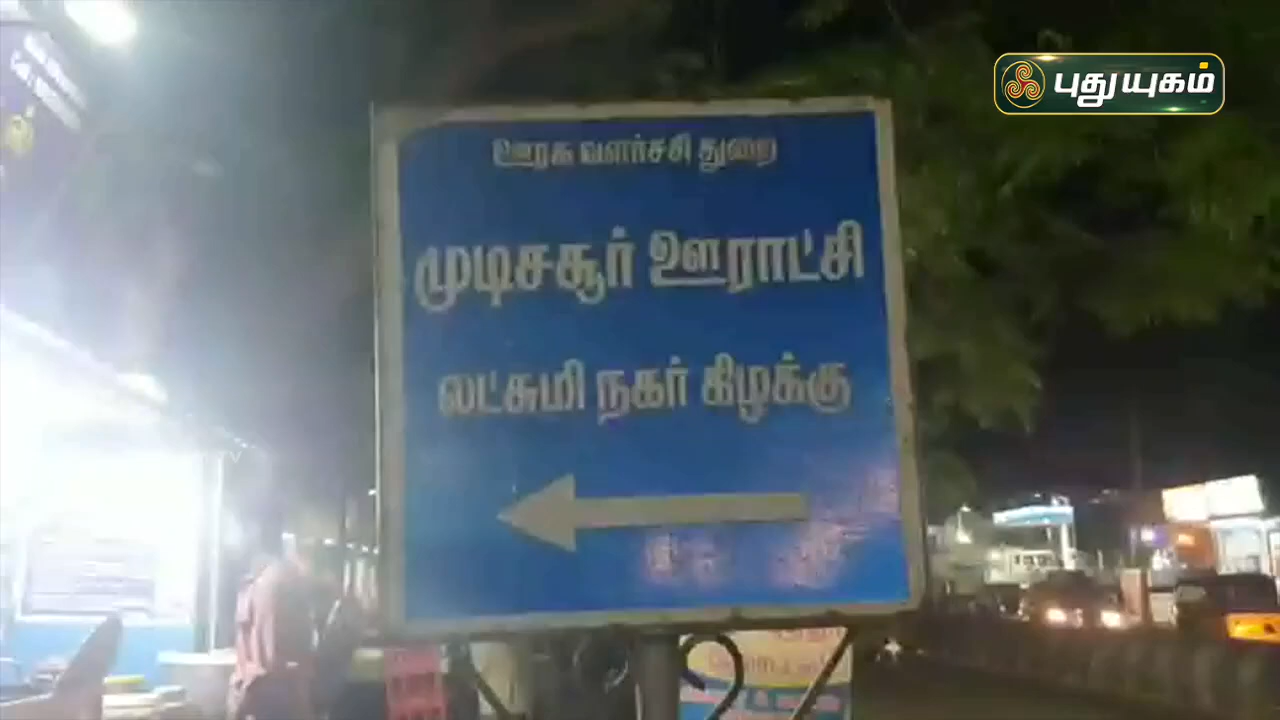 புதுயுகம்
ஊரக வளர்ச்சி துறை
முடிச்சூர் ஊராட்சி
லட்சுமி நகர் கிழக்கு